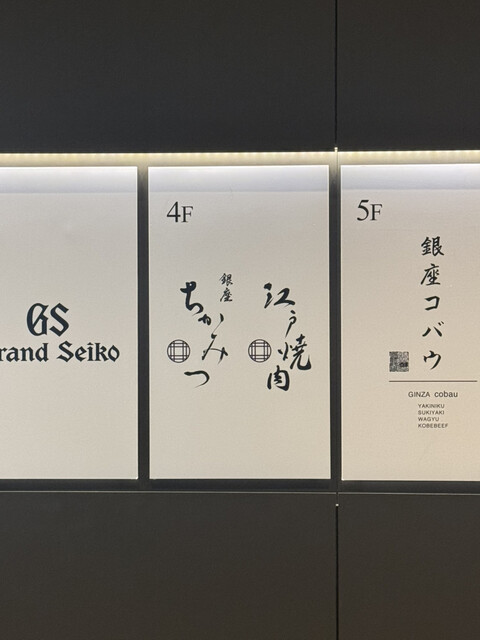 GS
rand Seiko
4F
銀座
ちかみつ
江戸焼肉
5F
銀座コバウ
GINZA cobau
YAKINIKU
SUKIYAKI
WAGYU
KOBEBEEF